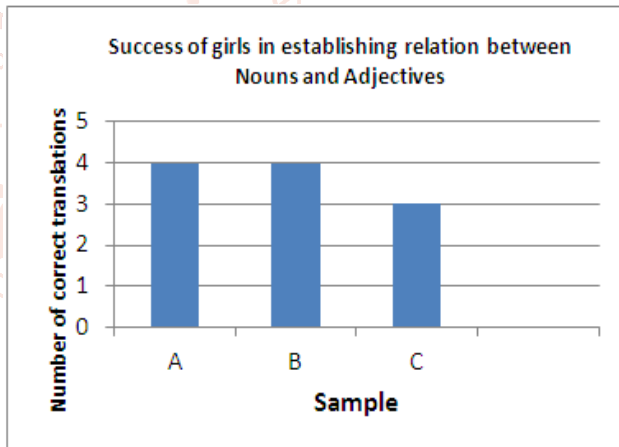 Success of girls in establishing relation between
Nouns and Adjectives
Number of correct translations
5
4
3
2
1
0
A B C
Sample